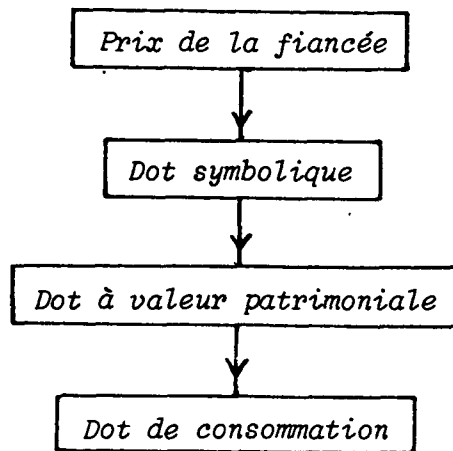 Prix de la fiancée
Dot symbolique
Dot à valeur patrimoniale
Dot de consommation